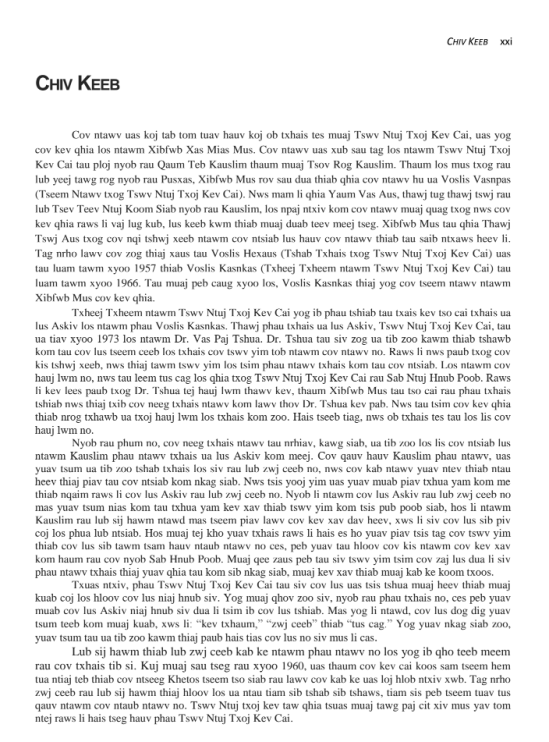 CHIV KEEB xxi
CHIV KEEB
Cov ntawv uas koj tab tom tuav hauv koj ob txhais tes muaj Tswv Ntuj Txoj Kev Cai, uas yog
cov kev qhia los ntawm Xibfwb Xas Mias Mus. Cov ntawv uas xub sau tag los ntawm Tswv Ntuj Txoj
Kev Cai tau ploj nyob rau Qaum Teb Kauslim thaum muaj Tsov Rog Kauslim. Thaum los mus txog rau
lub yeej tawg rog nyob rau Pusxas, Xibfwb Mus rov sau dua thiab qhia cov ntawv hu ua Voslis Vasnpas
(Tseem Ntawv txog Tswv Ntuj Txoj Kev Cai). Nws mam li qhia Yaum Vas Aus, thawj tug thawj tswj rau
lub Tsev Teev Ntuj Koom Siab nyob rau Kauslim, los npaj ntxiv kom cov ntawv muaj quag txog nws cov
kev qhia raws li vaj lug kub, lus keeb kwm thiab muaj duab teev meej tseg. Xibfwb Mus tau qhia Thawj
Tswj Aus txog cov nqi tshwj xeeb ntawm cov ntsiab lus hauv cov ntawv thiab tau saib ntxaws heev li.
Tag nrho lawv cov zog thiaj xaus tau Voslis Hexaus (Tshab Txhais txog Tswv Ntuj Txoj Kev Cai) uas
tau luam tawm xyoo 1957 thiab Voslis Kasnkas (Txheej Txheem ntawm Tswv Ntuj Txoj Kev Cai) tau
luam tawm xyoo 1966. Tau muaj peb caug xyoo los, Voslis Kasnkas thiaj yog cov tseem ntawv ntawm
Xibfwb Mus cov kev qhia.
Txheej Txheem ntawm Tswv Ntuj Txoj Kev Cai yog ib phau tshiab tau txais kev tso cai txhais ua
lus Askiv los ntawm phau Voslis Kasnkas. Thawj phau txhais ua lus Askiv, Tswv Ntuj Txoj Kev Cai, tau
ua tiav xyoo 1973 los ntawm Dr. Vas Paj Tshua. Dr. Tshua tau siv zog ua tib zoo kawm thiab tshawb
kom tau cov lus tseem ceeb los txhais cov tswv yim tob ntawm cov ntawv no. Raws li nws paub txog cov
kis tshwj xeeb, nws thiaj tawm tswv yim los tsim phau ntawv txhais kom tau cov ntsiab. Los ntawm cov
hauj lwm no, nws tau leem tus cag los qhia txog Tswv Ntuj Txoj Kev Cai rau Sab Ntuj Hnub Poob. Raws
li kev lees paub txog Dr. Tshua tej hauj lwm thawv kev, thaum Xibfwb Mus tau tso cai rau phau txhais
tshiab nws thiaj txib cov neeg txhais ntawv kom lawv thov Dr. Tshua kev pab. Nws tau tsim cov kev qhia
thiab nrog txhawb ua txoj hauj lwm los txhais kom zoo. Hais tseeb tiag, nws ob txhais tes tau los lis cov
hauj lwm no.
Nyob rau phum no, cov neeg txhais ntawv tau nrhiav, kawg siab, ua tib zoo los lis cov ntsiab lus
ntawm Kauslim phau ntawv txhais ua lus Askiv kom meej. Cov qauv hauv Kauslim phau ntawv, uas
yuav tsum ua tib zoo tshab txhais los siv rau lub zwj ceeb no, nws cov kab ntawv yuav ntev thiab ntau
heev thiaj piav tau cov ntsiab kom nkag siab. Nws tsis yooj yim uas yuav muab piav txhua yam kom me
thiab nqaim raws li cov lus Askiv rau lub zwj ceeb no. Nyob li ntawm cov lus Askiv rau lub zwj ceeb no
mas yuav tsum nias kom tau txhua yam kev xav thiab tswv yim kom tsis pub poob siab, hos li ntawm
Kauslim rau lub sij hawm ntawd mas tseem piav lawv cov kev xav dav heev, xws li siv cov lus sib piv
coj los phua lub ntsiab. Hos muaj tej kho yuav txhais raws li hais es ho yuav piav tsis tag cov tswv yim
thiab cov lus sib tawm tsam hauv ntaub ntawv no ces, peb yuav tau hloov cov kis ntawm cov kev xav
kom haum rau cov nyob Sab Hnub Poob. Muaj qee zaus peb tau siv tswv yim tsim cov zaj lus dua li siv
phau ntawv txhais thiaj yuav qhia tau kom sib nkag siab, muaj kev xav thiab muaj kab ke koom txoos.
Txuas ntxiv, phau Tswv Ntuj Txoj Kev Cai tau siv cov lus uas tsis tshua muaj heev thiab muaj
kuab coj los hloov cov lus niaj hnub siv. Yog muaj qhov zoo siv, nyob rau phau txhais no, ces peb yuav
muab cov lus Askiv niaj hnub siv dua li tsim ib cov lus tshiab. Mas yog li ntawd, cov lus dog dig yuav
tsum teeb kom muaj kuab, xws li: “kev txhaum,” “zwj ceeb” thiab “tus cag.” Yog yuav nkag siab zoo,
yuav tsum tau ua tib zoo kawm thiaj paub hais tias cov lus no siv mus li cas.
Lub sij hawm thiab lub zwj ceeb kab ke ntawm phau ntawv no los yog ib qho teeb meem
rau cov txhais tib si. Kuj muaj sau tseg rau xyoo 1960, uas thaum cov kev cai koos sam tseem hem
tua ntiaj teb thiab cov ntseeg Khetos tseem tso siab rau lawv cov kab ke uas loj hlob ntxiv xwb. Tag nrho
zwj ceeb rau lub sij hawm thiaj hloov los ua ntau tiam sib tshab sib tshaws, tiam sis peb tseem tuav tus
qauv ntawm cov ntaub ntawv no. Tswv Ntuj txoj kev taw qhia tsuas muaj tawg paj cit xiv mus yav tom
ntej raws li hais tseg hauv phau Tswv Ntuj Txoj Kev Cai.